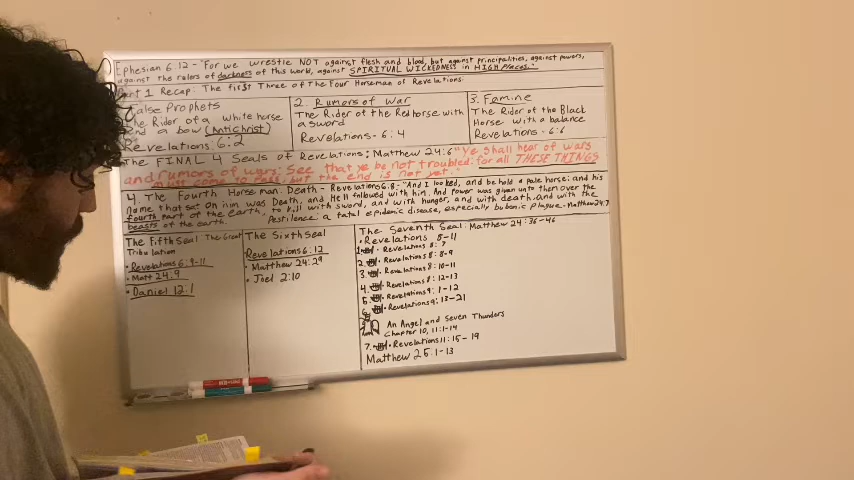 Ephesian 6:12 - "For we wrestle NOT against flesh and blood, but against principalities, against powers,
against the rulers of darkness of this world, against SPIRITUAL WICKEDNESS in HIGH Places."
Part 1 Recap: The first Three of The Four Horseman of Revelations:
False Prophets
The Rider of a white horse
and a bow (Antichrist)
Revelations 6:2
2. Rumors of War
The Rider of the Red horse with
a sword
Revelations - 6:4
3. Famine
The Rider of the Black
Horse with a balance
Revelations - 6:6
The FINAL 4 Seals of Revelations: Matthew 24:6 "Ye shall hear of wars
and rumors of wars: See that ye be not troubled: for all THESE THINGS
must come to pass, but the end is not yet."
4. The Fourth Horseman: Death - Revelations 6:8 - "And I looked, and behold a pale horse: and his
name that sat on him was Death, and Hell followed with him. And Power was given unto them over the
fourth part of the earth, to kill with sword, and with hunger, and with death, and with the
beasts of the earth. Pestilence: a fatal epidemic disease, especially bubonic plague. - Matthew 24:7
The Fifth Seal The Great
Tribulation
• Revelations 6:9-11
• Matt 24:9
• Daniel 12:1
The Sixth Seal
Revelations 6:12
• Matthew 24:29
• Joel 2:10
The Seventh Seal: Matthew 24:36-46
• Revelations 8-11
1. • Revelations 8:7
2. • Revelations 8:8-9
3. • Revelations 8:10-11
4. • Revelations 8:12-13
5. • Revelations 9:1-12
6. • Revelations 9:13-21
An Angel and Seven Thunders
Chapter 10, 11:1-14
7. • Revelations 11:15-19
Matthew 25:1-13